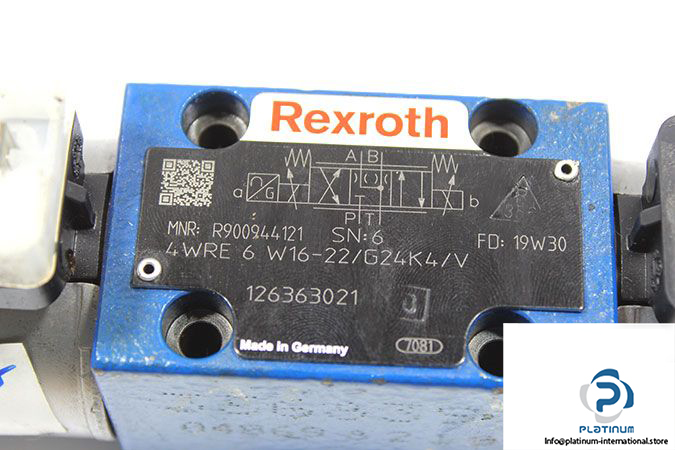 Rexroth
A B
a G b
P T
MNR: R900944121 SN: 6 FD: 19W30
4WRE 6 W16-22/G24K4/V
126363021
Made in Germany 7081
PLATINUM
Info@platinum-international.store